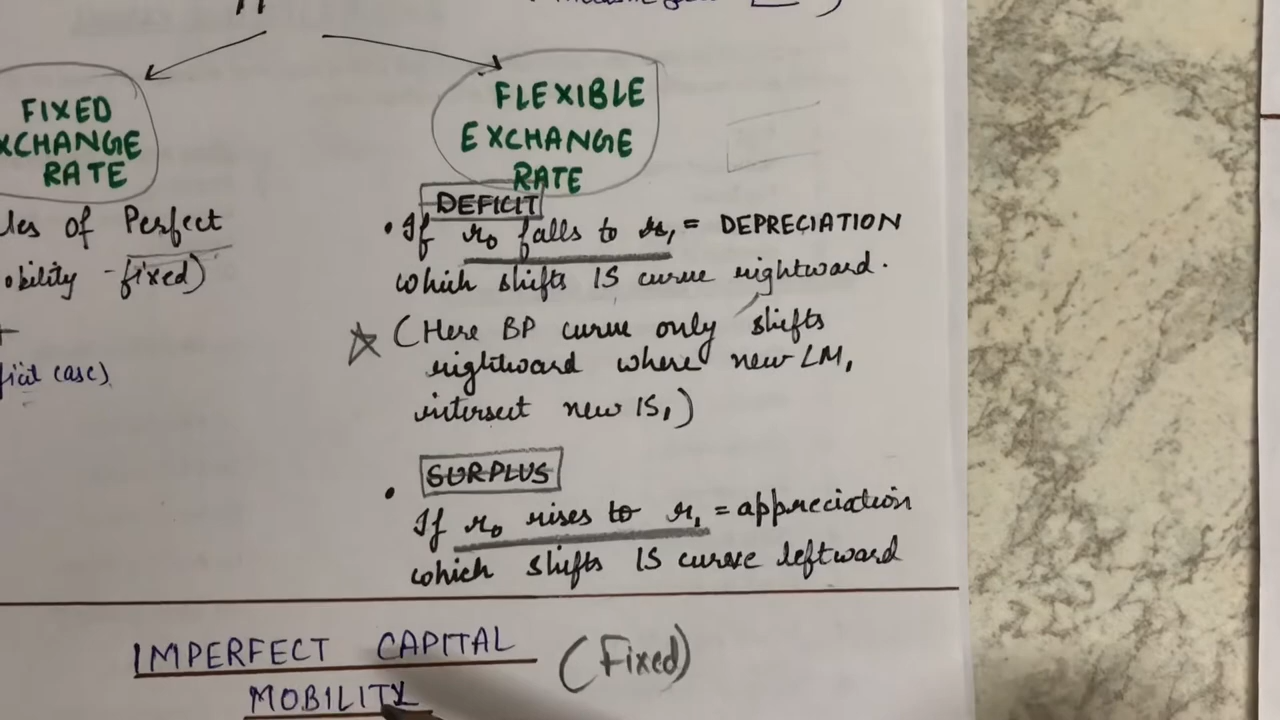 FIXED
XCHANGE
RATE
les of Perfect
obility - fixed)
ficit case)
FLEXIBLE
EXCHANGE
RATE
DEFICIT
• If r₀ falls to r₁ = DEPRECIATION
which shifts IS curve rightward.
(Here BP curve only shifts
rightward where new LM₁
intersect new IS₁)
SURPLUS
• If r₀ rises to r₁ = appreciation
which shifts IS curve leftward
IMPERFECT CAPITAL (Fixed)
MOBILITY